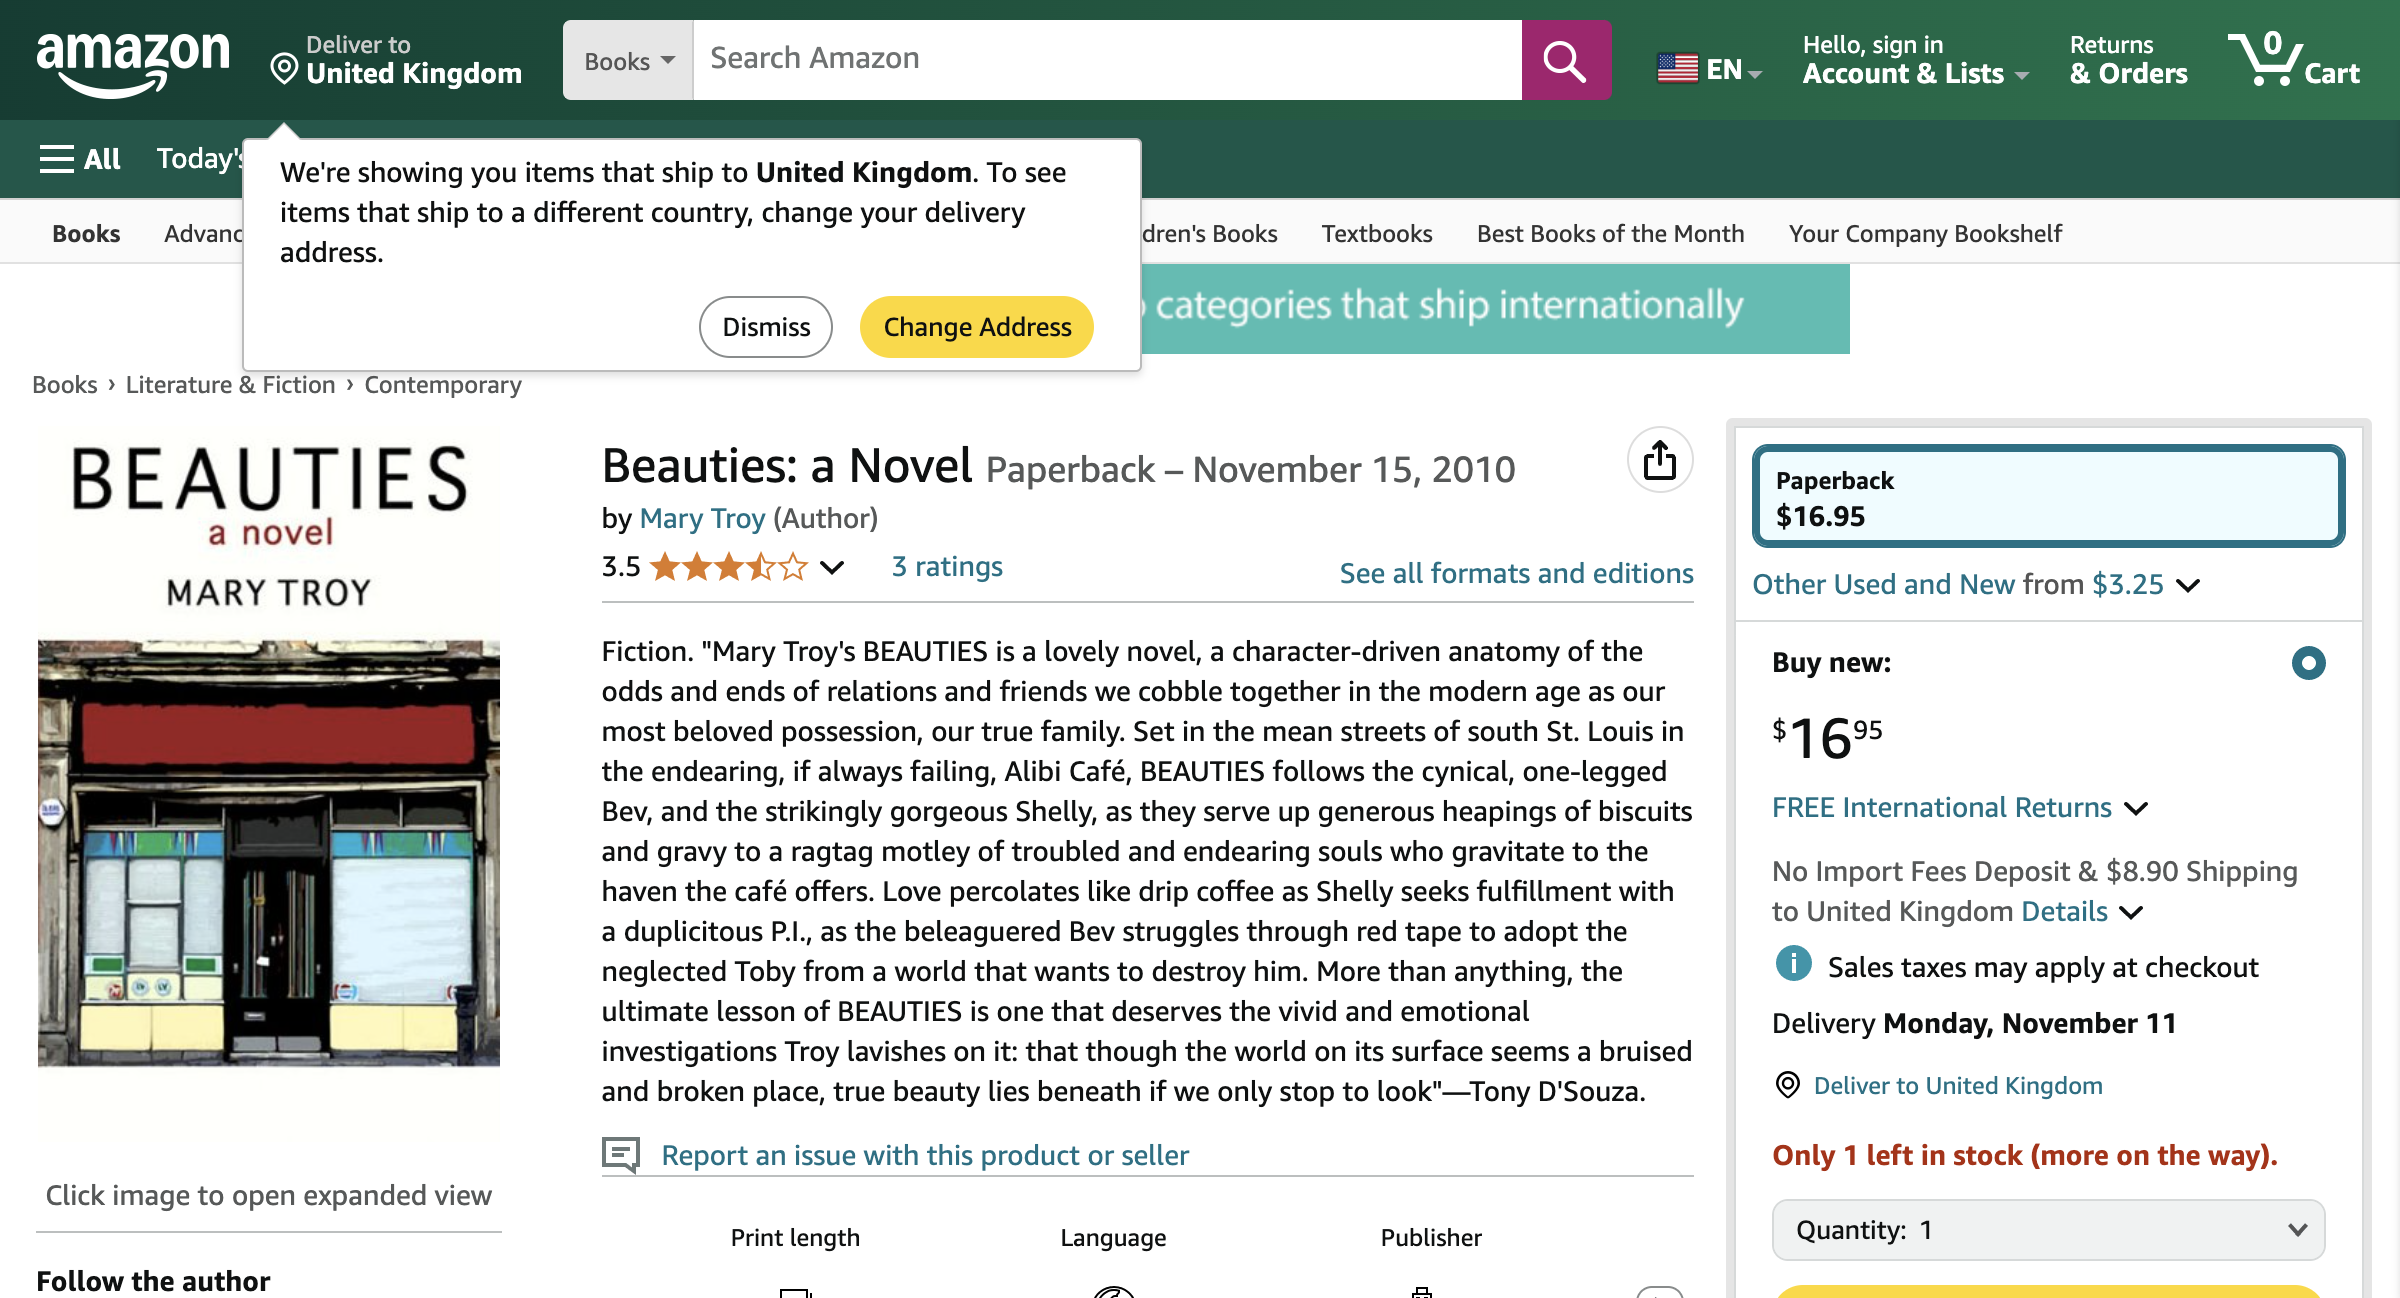 amazon
Deliver to
United Kingdom
Books
Search Amazon
EN
Hello, sign in
Account & Lists
Returns
& Orders
0
Cart
All
Today's
We're showing you items that ship to United Kingdom. To see
items that ship to a different country, change your delivery
address.
Dismiss
Change Address
Books
Advanc
dren's Books
Textbooks
Best Books of the Month
Your Company Bookshelf
categories that ship internationally
Books › Literature & Fiction › Contemporary
BEAUTIES
a novel
MARY TROY
Click image to open expanded view
Follow the author
Beauties: a Novel Paperback – November 15, 2010
by Mary Troy (Author)
3.5
3 ratings
See all formats and editions
Fiction. "Mary Troy's BEAUTIES is a lovely novel, a character-driven anatomy of the
odds and ends of relations and friends we cobble together in the modern age as our
most beloved possession, our true family. Set in the mean streets of south St. Louis in
the endearing, if always failing, Alibi Café, BEAUTIES follows the cynical, one-legged
Bev, and the strikingly gorgeous Shelly, as they serve up generous heapings of biscuits
and gravy to a ragtag motley of troubled and endearing souls who gravitate to the
haven the café offers. Love percolates like drip coffee as Shelly seeks fulfillment with
a duplicitous P.I., as the beleaguered Bev struggles through red tape to adopt the
neglected Toby from a world that wants to destroy him. More than anything, the
ultimate lesson of BEAUTIES is one that deserves the vivid and emotional
investigations Troy lavishes on it: that though the world on its surface seems a bruised
and broken place, true beauty lies beneath if we only stop to look"—Tony D'Souza.
Report an issue with this product or seller
Print length
Language
Publisher
Paperback
$16.95
Other Used and New from $3.25
Buy new:
$16.95
FREE International Returns
No Import Fees Deposit & $8.90 Shipping
to United Kingdom Details
Sales taxes may apply at checkout
Delivery Monday, November 11
Deliver to United Kingdom
Only 1 left in stock (more on the way).
Quantity: 1